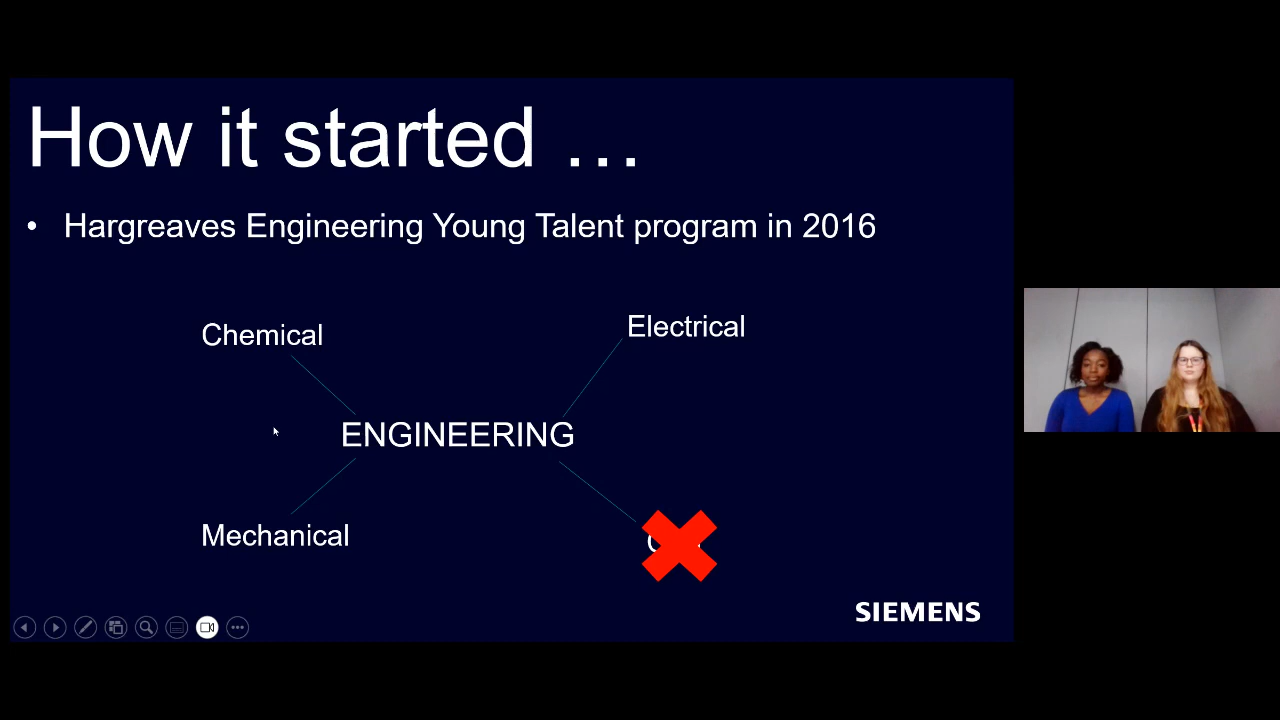 How it started …
• Hargreaves Engineering Young Talent program in 2016
Chemical
Electrical
ENGINEERING
Mechanical
SIEMENS